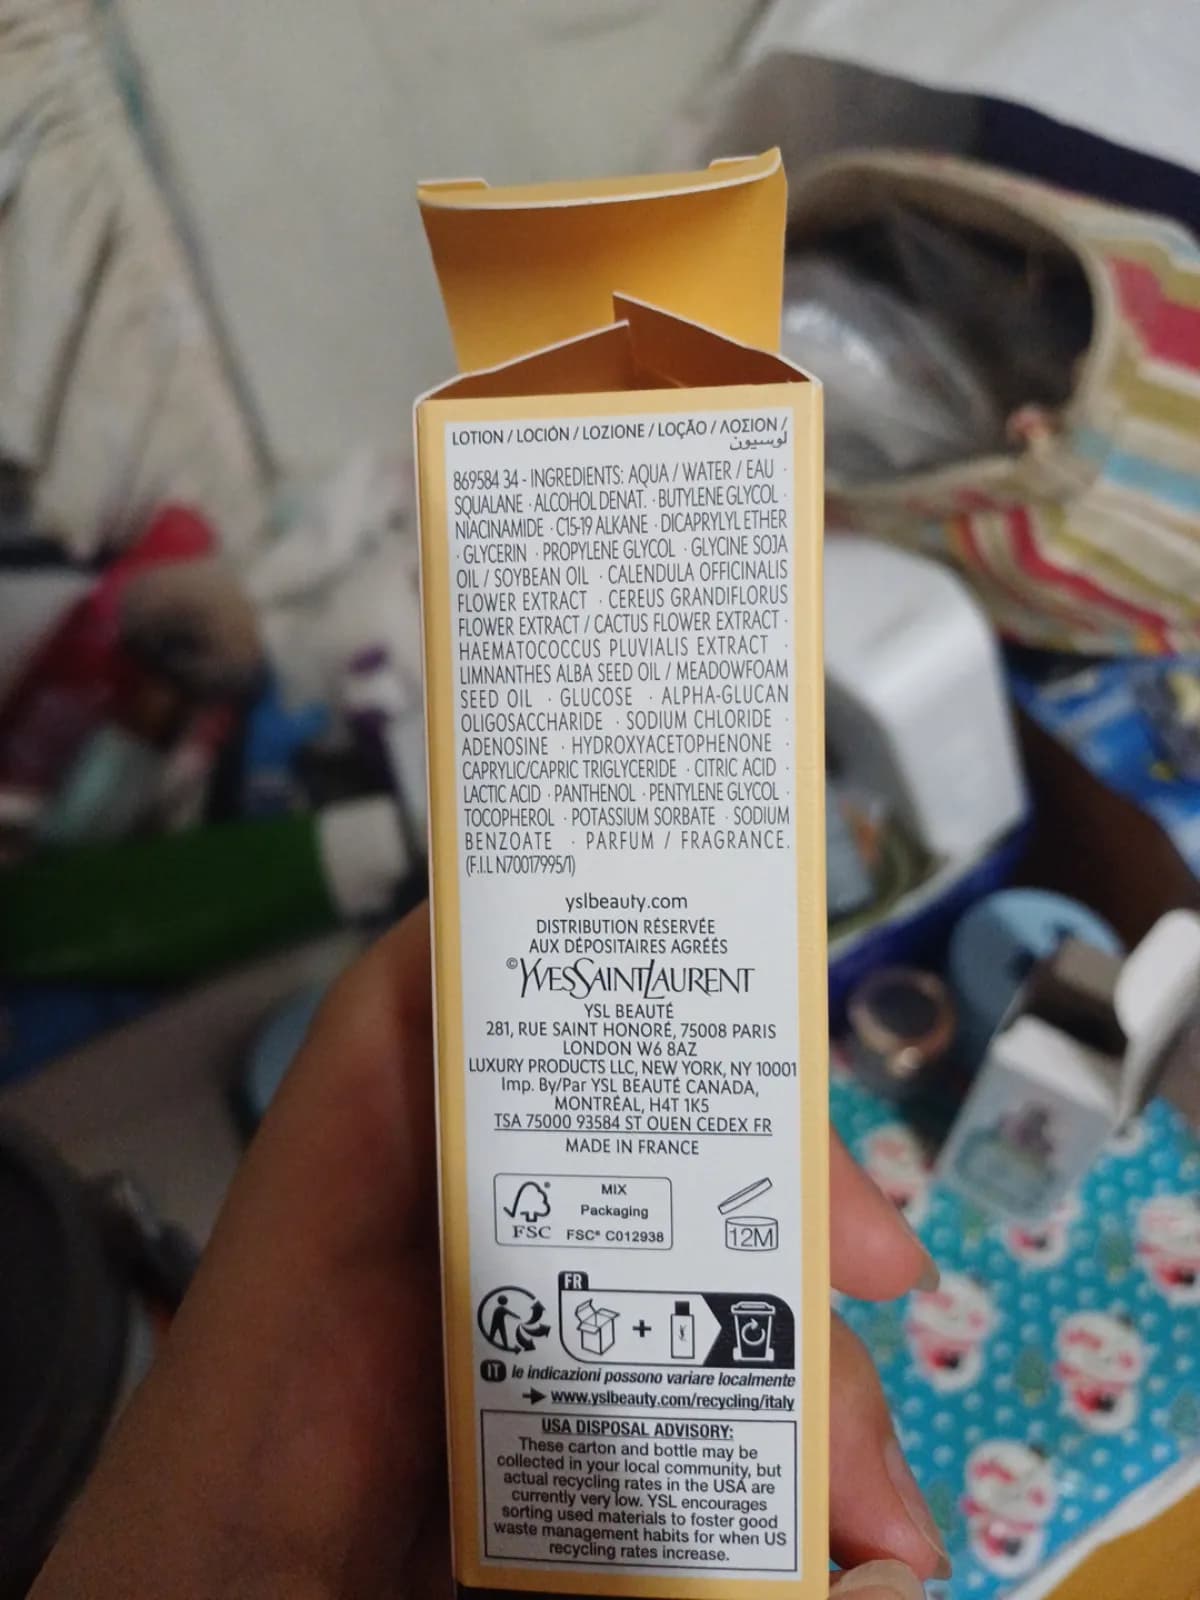 LOTION / LOCIÓN / LOZIONE / LOÇÃO / ΛΟΣΙΟΝ /
لوسيون
869584 34 - INGREDIENTS: AQUA / WATER / EAU ·
SQUALANE · ALCOHOL DENAT. · BUTYLENE GLYCOL ·
NIACINAMIDE · C15-19 ALKANE · DICAPRYLYL ETHER
· GLYCERIN · PROPYLENE GLYCOL · GLYCINE SOJA
OIL / SOYBEAN OIL · CALENDULA OFFICINALIS
FLOWER EXTRACT · CEREUS GRANDIFLORUS
FLOWER EXTRACT / CACTUS FLOWER EXTRACT ·
HAEMATOCOCCUS PLUVIALIS EXTRACT ·
LIMNANTHES ALBA SEED OIL / MEADOWFOAM
SEED OIL · GLUCOSE · ALPHA-GLUCAN
OLIGOSACCHARIDE · SODIUM CHLORIDE ·
ADENOSINE · HYDROXYACETOPHENONE ·
CAPRYLIC/CAPRIC TRIGLYCERIDE · CITRIC ACID ·
LACTIC ACID · PANTHENOL · PENTYLENE GLYCOL ·
TOCOPHEROL · POTASSIUM SORBATE · SODIUM
BENZOATE · PARFUM / FRAGRANCE.
(F.I.L N70017995/1)
yslbeauty.com
DISTRIBUTION RÉSERVÉE
AUX DÉPOSITAIRES AGRÉÉS
© YVESSAINTLAURENT
YSL BEAUTÉ
281, RUE SAINT HONORÉ, 75008 PARIS
LONDON W6 8AZ
LUXURY PRODUCTS LLC, NEW YORK, NY 10001
Imp. By/Par YSL BEAUTÉ CANADA,
MONTRÉAL, H4T 1K5
TSA 75000 93584 ST OUEN CEDEX FR
MADE IN FRANCE
MIX
Packaging
FSC® C012938
FSC
12M
FR
+
IT le indicazioni possono variare localmente
www.yslbeauty.com/recycling/italy
USA DISPOSAL ADVISORY:
These carton and bottle may be
collected in your local community, but
actual recycling rates in the USA are
currently very low. YSL encourages
sorting used materials to foster good
waste management habits for when US
recycling rates increase.